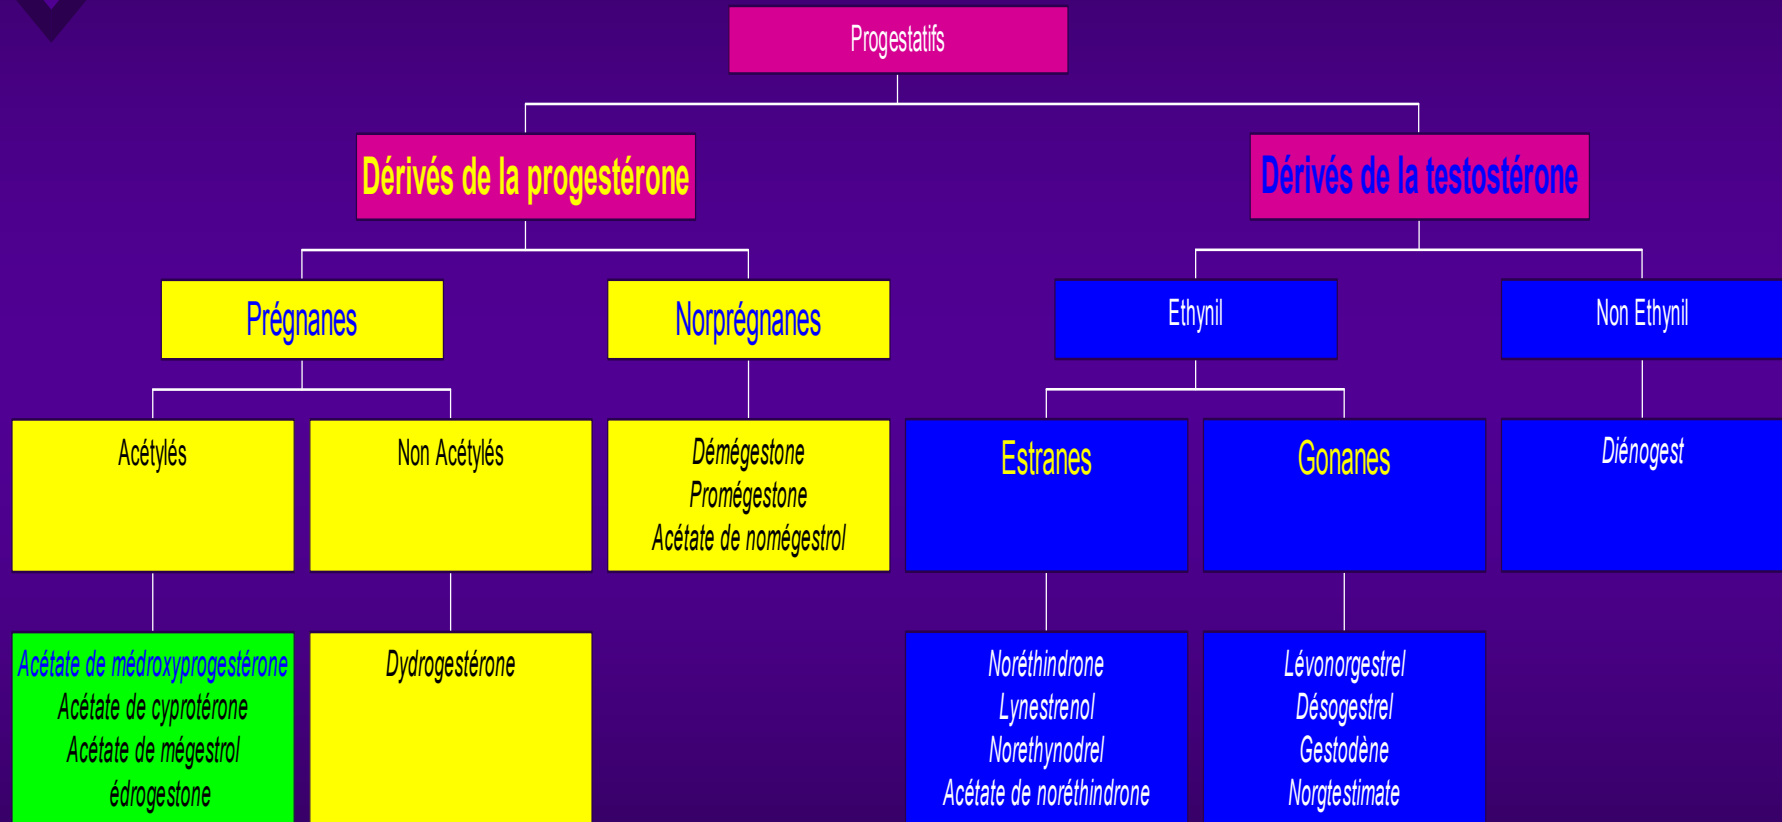 Progestatifs
Dérivés de la progestérone
Dérivés de la testostérone
Prégnanes
Norprégnanes
Ethynil
Non Ethynil
Acétylés
Non Acétylés
Démégestone
Promégestone
Acétate de nomégestrol
Estranes
Gonanes
Diénogest
Acétate de médroxyprogestérone
Acétate de cyprotérone
Acétate de mégestrol
édrogestone
Dydrogestérone
Noréthindrone
Lynestrenol
Norethynodrel
Acétate de noréthindrone
Lévonorgestrel
Désogestrel
Gestodène
Norgtestimate